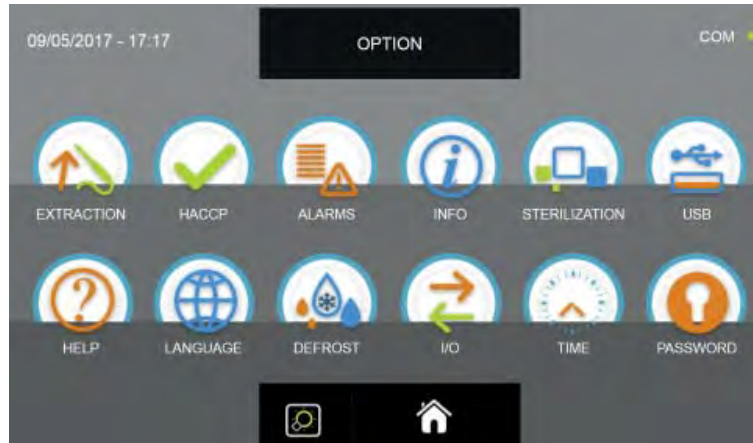 09/05/2017 - 17:17
OPTION
COM
EXTRACTION
HACCP
ALARMS
INFO
STERILIZATION
USB
HELP
LANGUAGE
DEFROST
I/O
TIME
PASSWORD